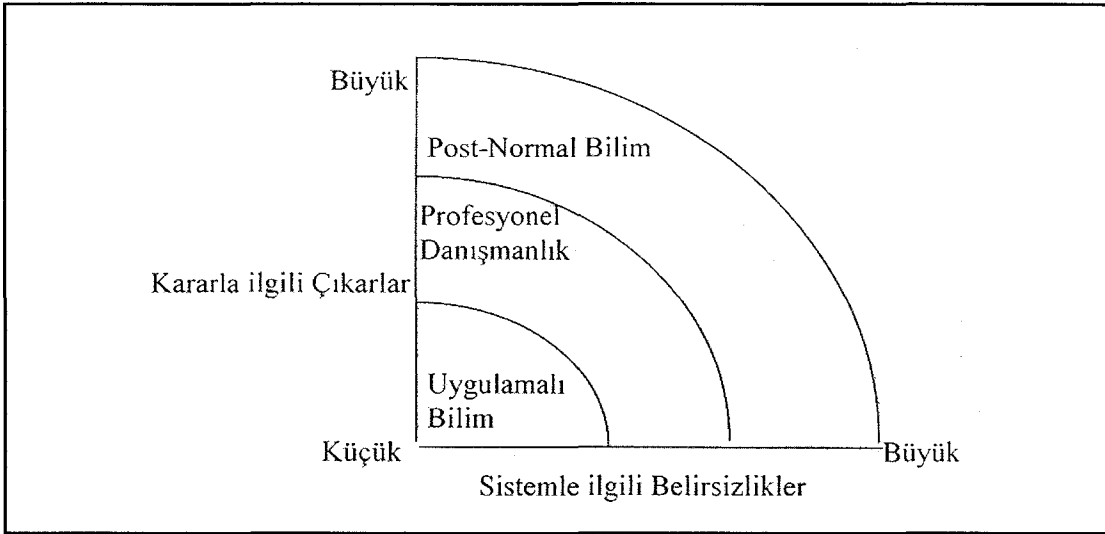 Büyük
Post-Normal Bilim
Profesyonel
Danışmanlık
Kararla ilgili Çıkarlar
Uygulamalı
Bilim
Küçük
Büyük
Sistemle ilgili Belirsizlikler